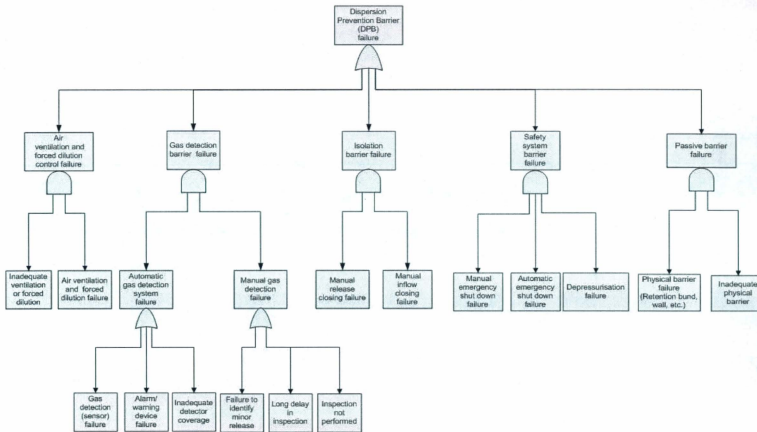 Dispersion
Prevention Barrier
(DPB)
failure
Air
ventilation and
forced dilution
control failure
Gas detection
barrier failure
Isolation
barrier failure
Safety
system
barrier
failure
Passive barrier
failure
Inadequate
ventilation
or forced
dilution
Air ventilation
and forced
dilution failure
Automatic
gas detection
system
failure
Manual gas
detection
failure
Manual
release
closing failure
Manual
inflow
closing
failure
Manual
emergency
shut down
failure
Automatic
emergency
shut down
failure
Depressurisation
failure
Physical barrier
failure
(Retention bund,
wall, etc.)
Inadequate
physical
barrier
Gas
detection
(sensor)
failure
Alarm/
warning
device
failure
Inadequate
detector
coverage
Failure to
identify
minor
release
Long delay
in
inspection
Inspection
not
performed